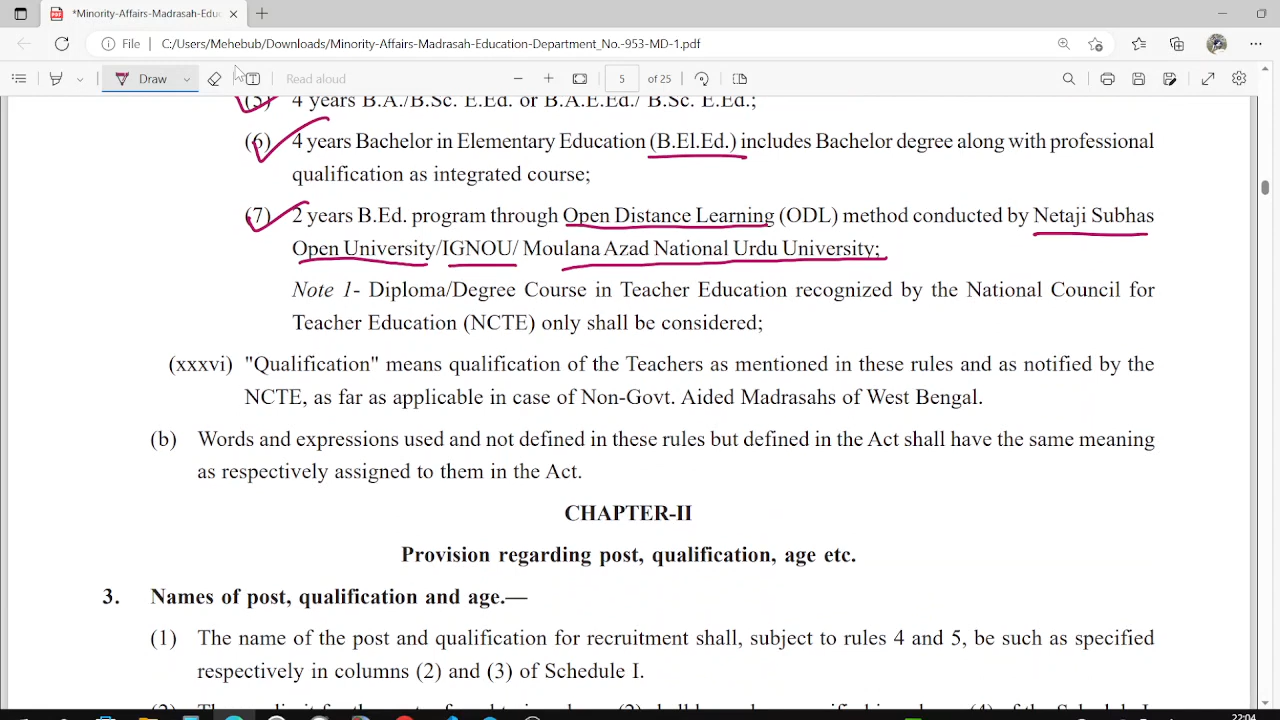 *Minority-Affairs-Madrasah-Educ
File C:/Users/Mehebub/Downloads/Minority-Affairs-Madrasah-Education-Department_No.-953-MD-1.pdf
Draw Read aloud 5 of 25
(5) 4 years B.A./B.Sc. E.Ed. or B.A.E.Ed./ B.Sc. E.Ed.;
(6) 4 years Bachelor in Elementary Education (B.El.Ed.) includes Bachelor degree along with professional
qualification as integrated course;
(7) 2 years B.Ed. program through Open Distance Learning (ODL) method conducted by Netaji Subhas
Open University/IGNOU/ Moulana Azad National Urdu University;
Note 1- Diploma/Degree Course in Teacher Education recognized by the National Council for
Teacher Education (NCTE) only shall be considered;
(xxxvi) "Qualification" means qualification of the Teachers as mentioned in these rules and as notified by the
NCTE, as far as applicable in case of Non-Govt. Aided Madrasahs of West Bengal.
(b) Words and expressions used and not defined in these rules but defined in the Act shall have the same meaning
as respectively assigned to them in the Act.
CHAPTER-II
Provision regarding post, qualification, age etc.
3. Names of post, qualification and age.—
(1) The name of the post and qualification for recruitment shall, subject to rules 4 and 5, be such as specified
respectively in columns (2) and (3) of Schedule I.
22:04